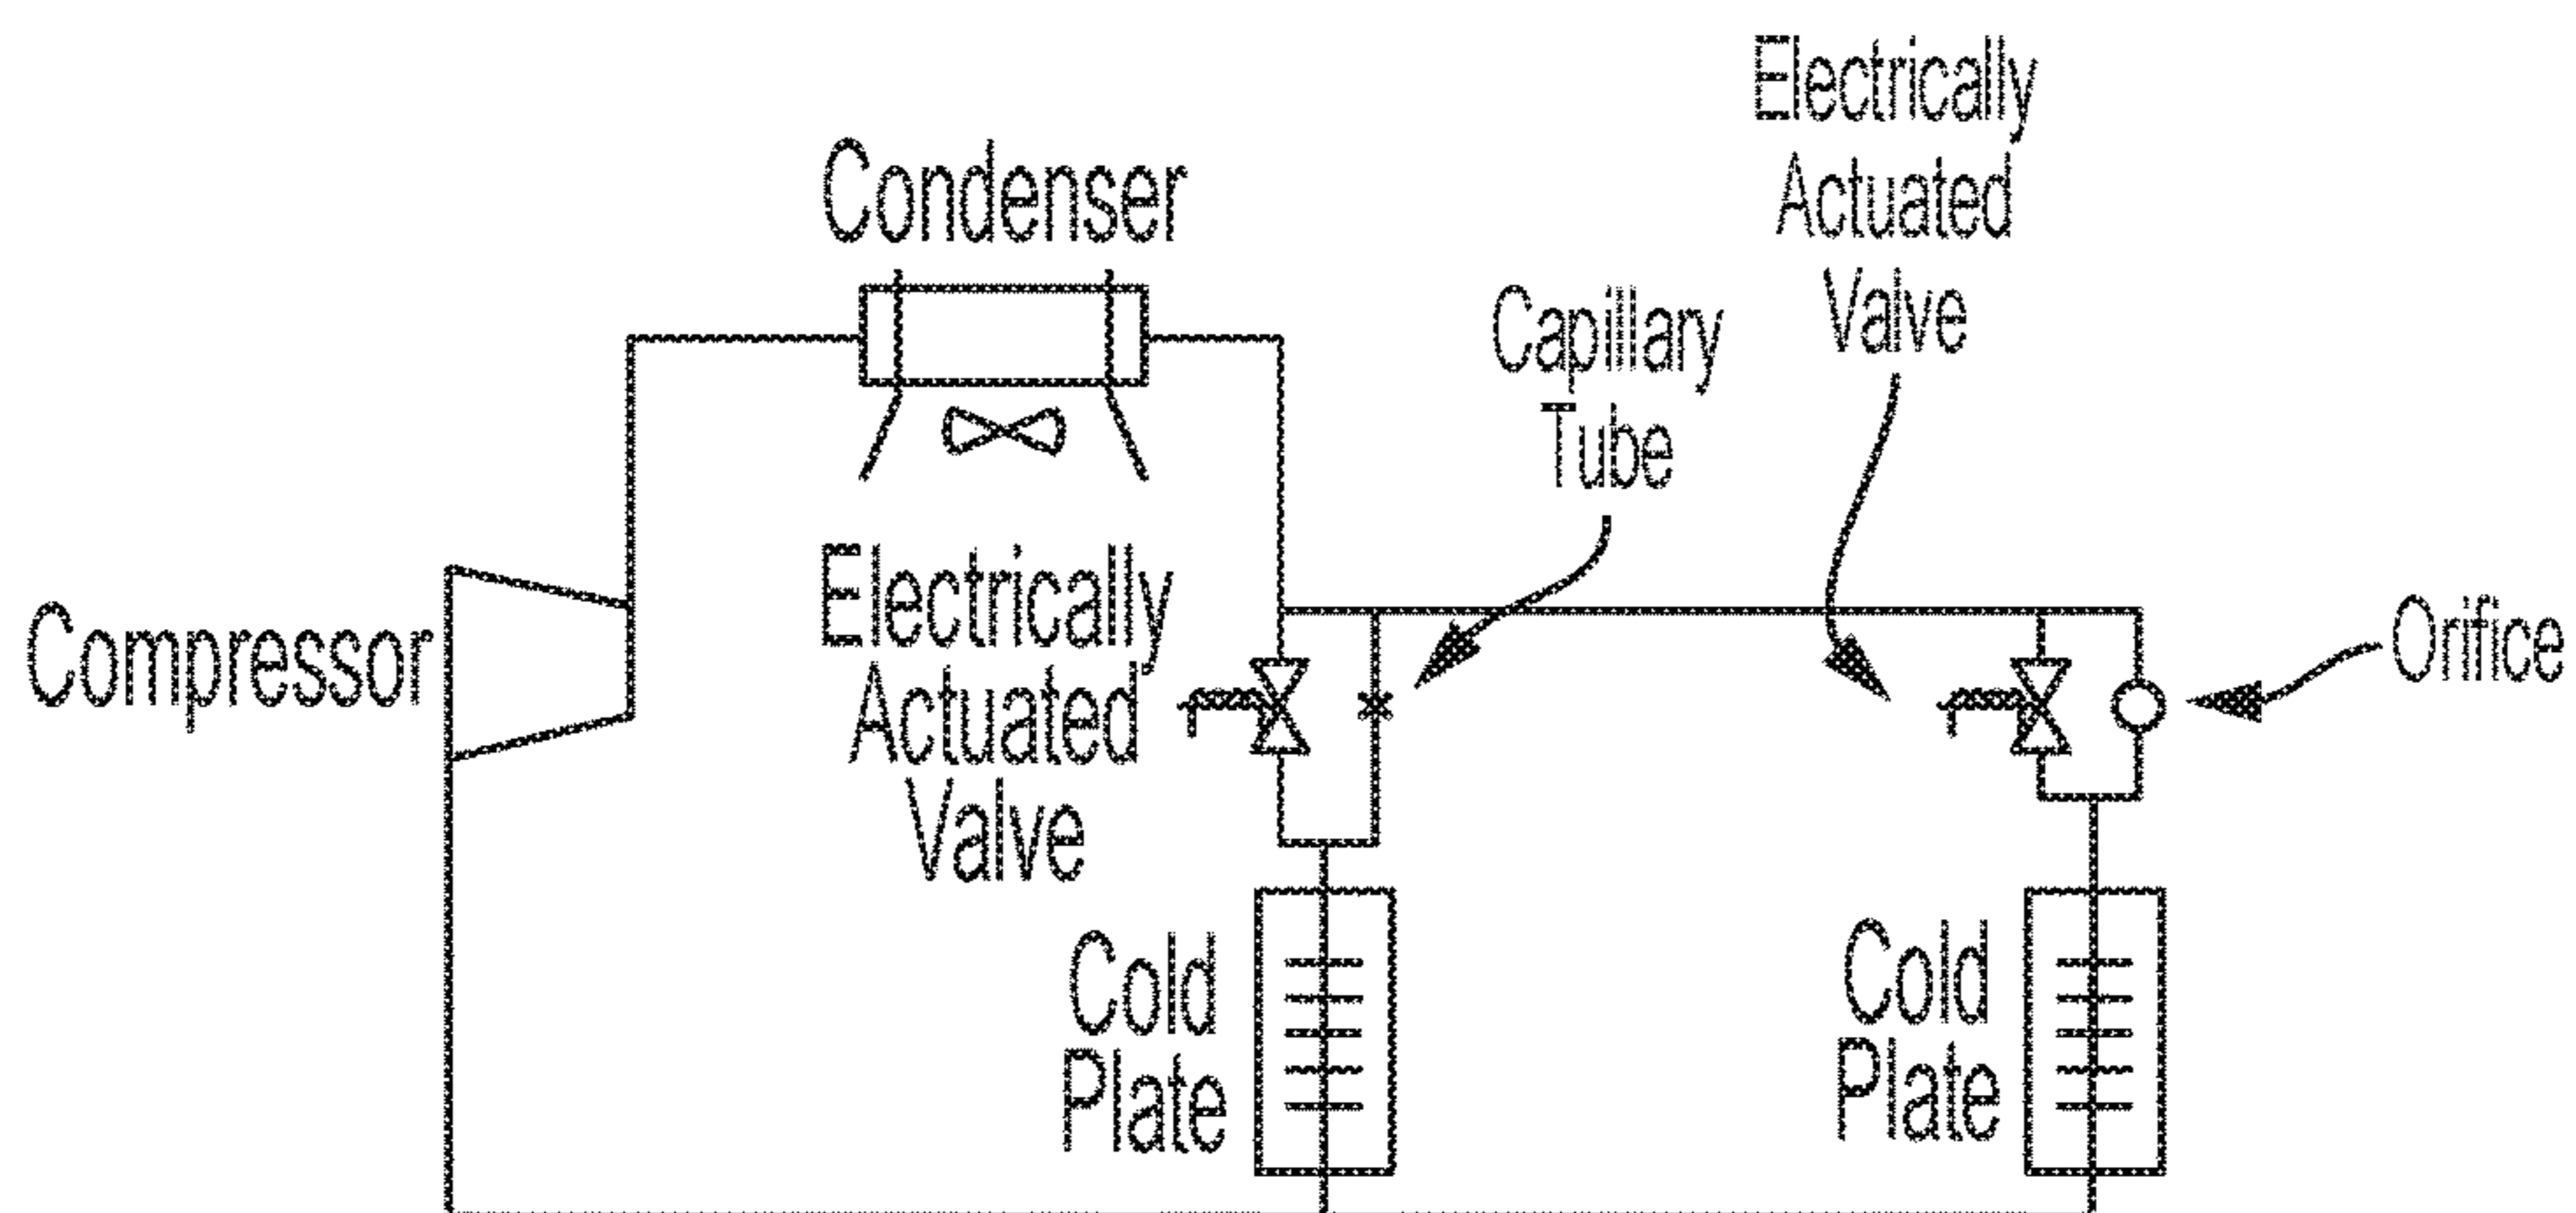 Electrically
Actuated
Valve
Condenser
Capillary
Tube
Compressor
Electrically
Actuated
Valve
Orifice
Cold
Plate
Cold
Plate